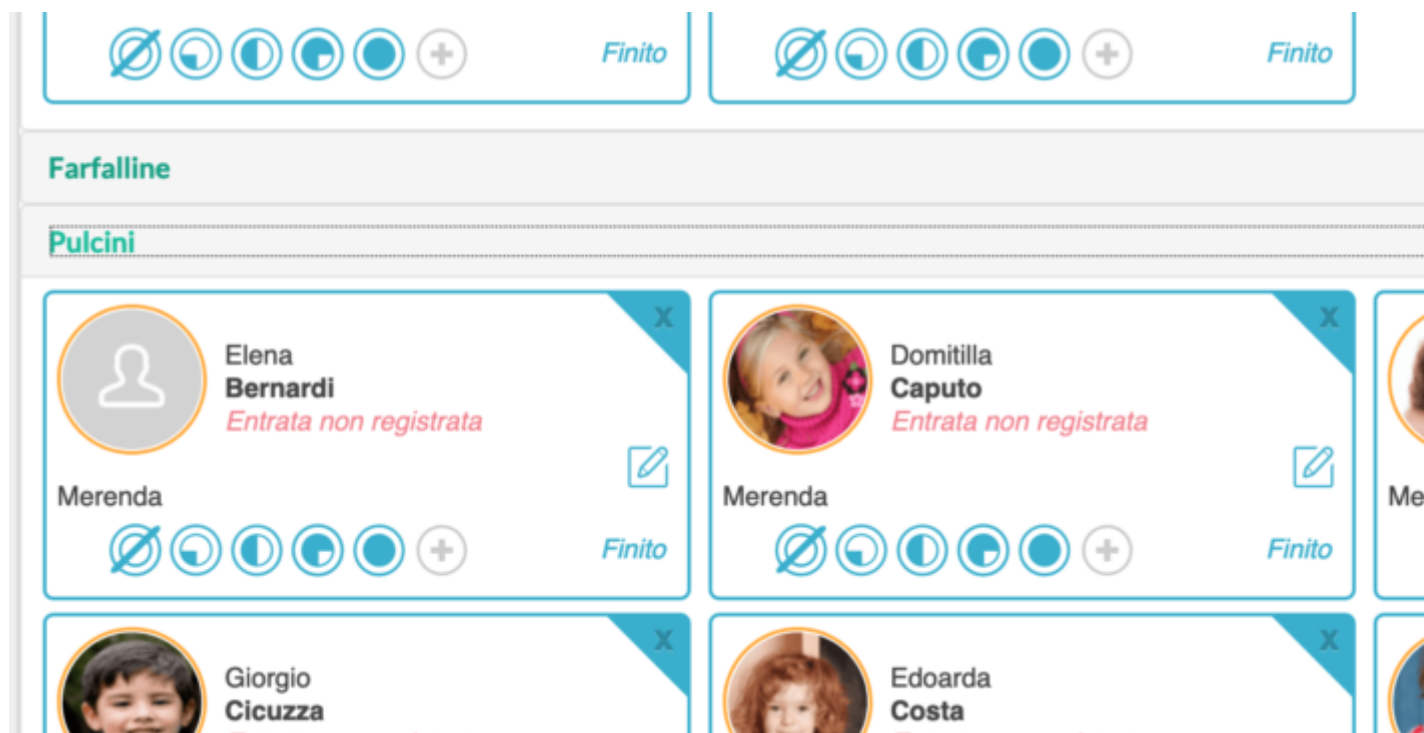 Finito
Finito
Farfalline
Pulcini
X
Elena
Bernardi
Entrata non registrata
Merenda
Finito
X
Domitilla
Caputo
Entrata non registrata
Merenda
Finito
Me
X
Giorgio
Cicuzza
X
Edoarda
Costa